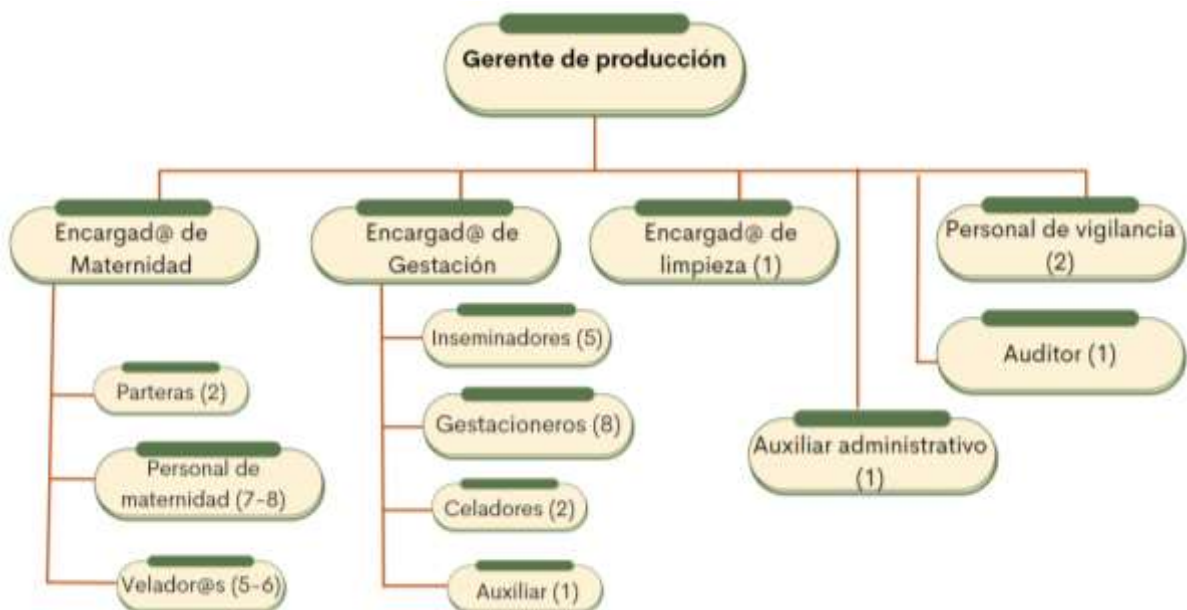 Gerente de producción
Encargad@ de
Maternidad
Parteras (2)
Personal de
maternidad (7-8)
Velador@s (5-6)
Encargad@ de
Gestación
Inseminadores (5)
Gestacioneros (8)
Celadores (2)
Auxiliar (1)
Encargad@ de
limpieza (1)
Auxiliar administrativo
(1)
Personal de vigilancia
(2)
Auditor (1)